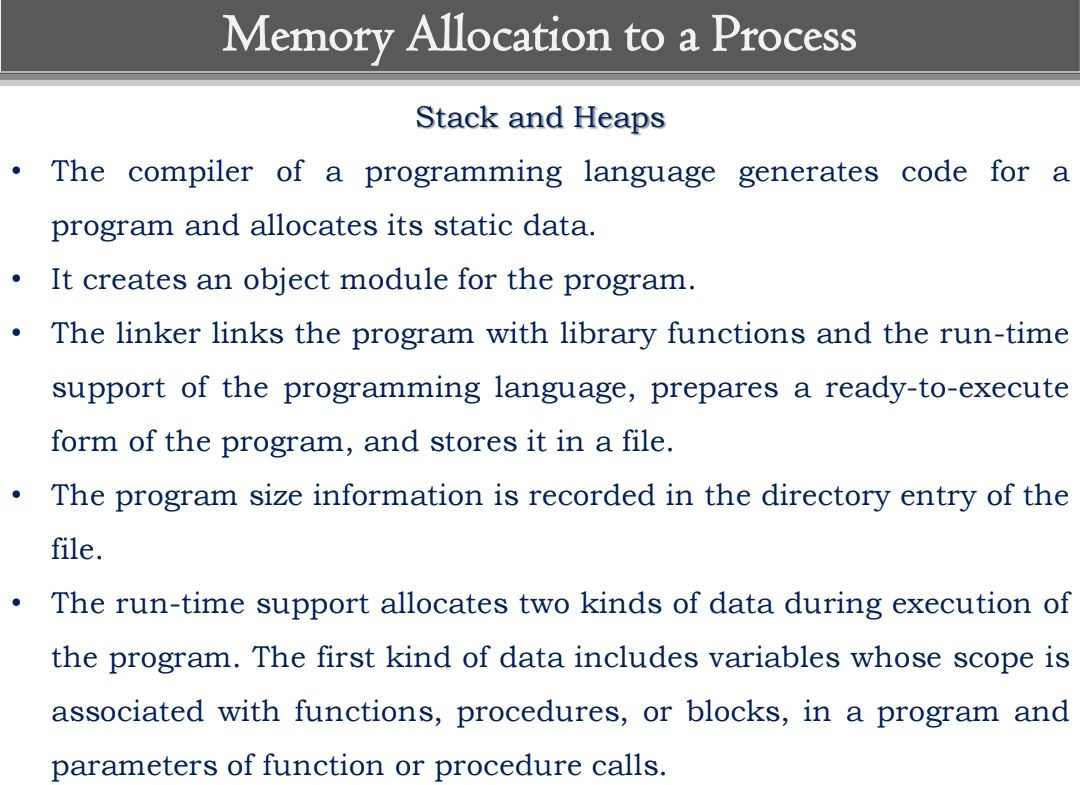 Memory Allocation to a Process
Stack and Heaps
• The compiler of a programming language generates code for a
program and allocates its static data.
• It creates an object module for the program.
• The linker links the program with library functions and the run-time
support of the programming language, prepares a ready-to-execute
form of the program, and stores it in a file.
• The program size information is recorded in the directory entry of the
file.
• The run-time support allocates two kinds of data during execution of
the program. The first kind of data includes variables whose scope is
associated with functions, procedures, or blocks, in a program and
parameters of function or procedure calls.